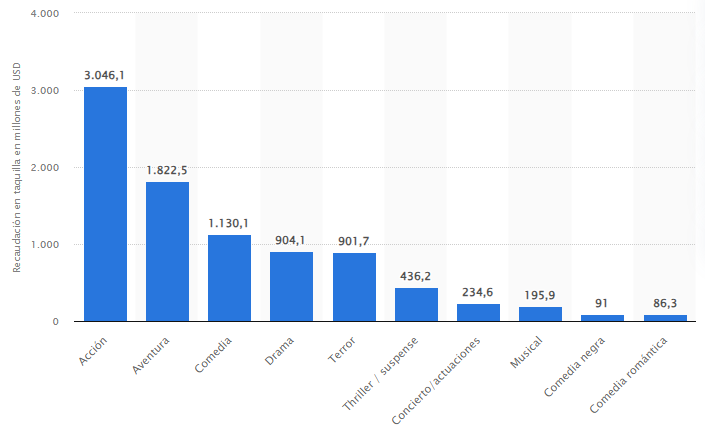 Recaudación en taquilla en millones de USD
4.000
3.000
2.000
1.000
0
3.046,1
1.822,5
1.130,1
904,1
901,7
436,2
234,6
195,9
91
86,3
Acción
Aventura
Comedia
Drama
Terror
Thriller / suspense
Concierto/actuaciones
Musical
Comedia negra
Comedia romántica